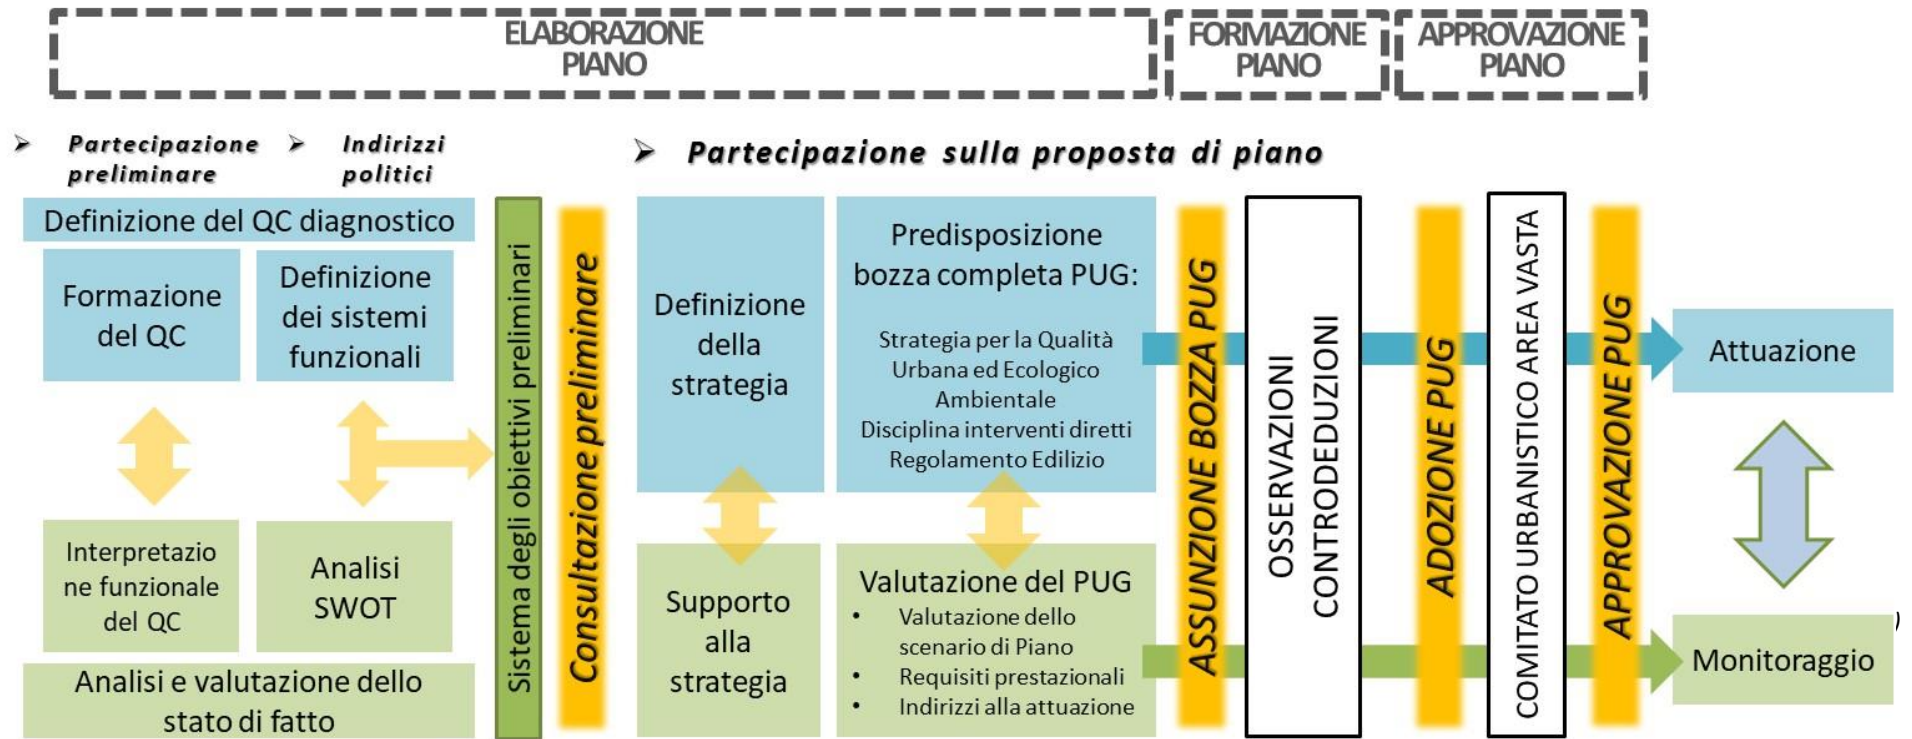 ELABORAZIONE
PIANO
FORMAZIONE
PIANO
APPROVAZIONE
PIANO
➢ Partecipazione
preliminare
➢ Indirizzi
politici
➢ Partecipazione sulla proposta di piano
Definizione del QC diagnostico
Formazione
del QC
Definizione
dei sistemi
funzionali
Interpretazio
ne funzionale
del QC
Analisi
SWOT
Analisi e valutazione dello
stato di fatto
Sistema degli obiettivi preliminari
Consultazione preliminare
Definizione
della
strategia
Supporto
alla
strategia
Predisposizione
bozza completa PUG:
Strategia per la Qualità
Urbana ed Ecologico
Ambientale
Disciplina interventi diretti
Regolamento Edilizio
Valutazione del PUG
• Valutazione dello
scenario di Piano
• Requisiti prestazionali
• Indirizzi alla attuazione
ASSUNZIONE BOZZA PUG
OSSERVAZIONI
CONTRODEDUZIONI
ADOZIONE PUG
COMITATO URBANISTICO AREA VASTA
APPROVAZIONE PUG
Attuazione
)
Monitoraggio